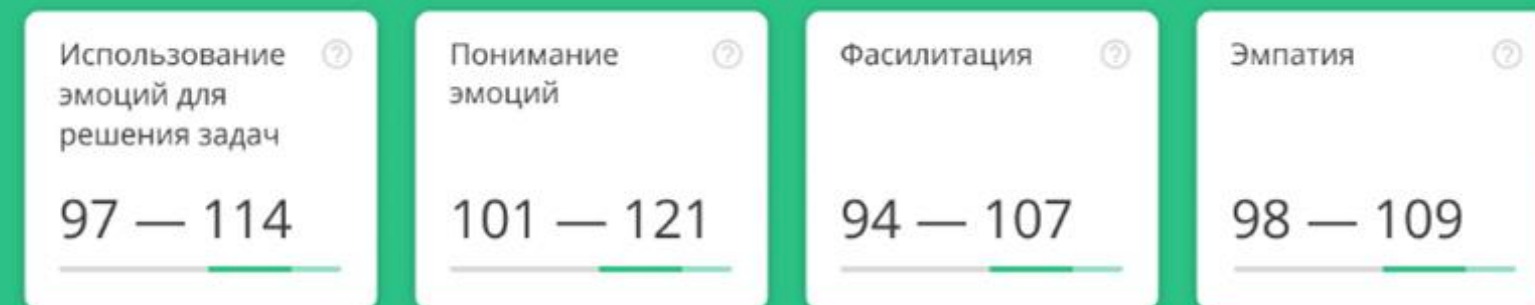 Использование
эмоций для
решения задач
97 — 114
Понимание
эмоций
101 — 121
Фасилитация
94 — 107
Эмпатия
98 — 109